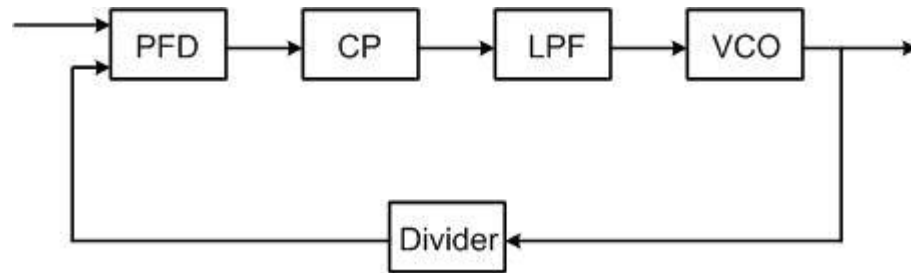 PFD
CP
LPF
VCO
Divider